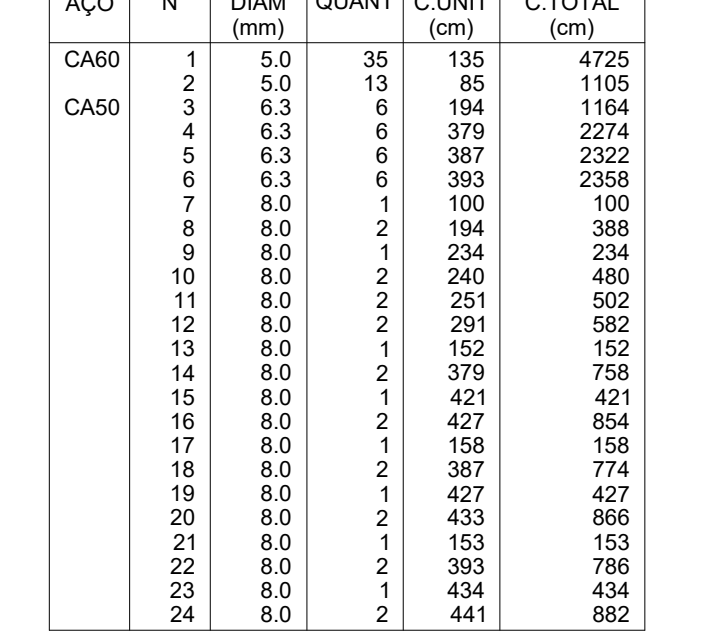 AÇO N DIAM QUANT C.UNIT C.TOTAL
(mm) (cm) (cm)
CA60 1 5.0 35 135 4725
2 5.0 13 85 1105
CA50 3 6.3 6 194 1164
4 6.3 6 379 2274
5 6.3 6 387 2322
6 6.3 6 393 2358
7 8.0 1 100 100
8 8.0 2 194 388
9 8.0 1 234 234
10 8.0 2 240 480
11 8.0 2 251 502
12 8.0 2 291 582
13 8.0 1 152 152
14 8.0 2 379 758
15 8.0 1 421 421
16 8.0 2 427 854
17 8.0 1 158 158
18 8.0 2 387 774
19 8.0 1 427 427
20 8.0 2 433 866
21 8.0 1 153 153
22 8.0 2 393 786
23 8.0 1 434 434
24 8.0 2 441 882